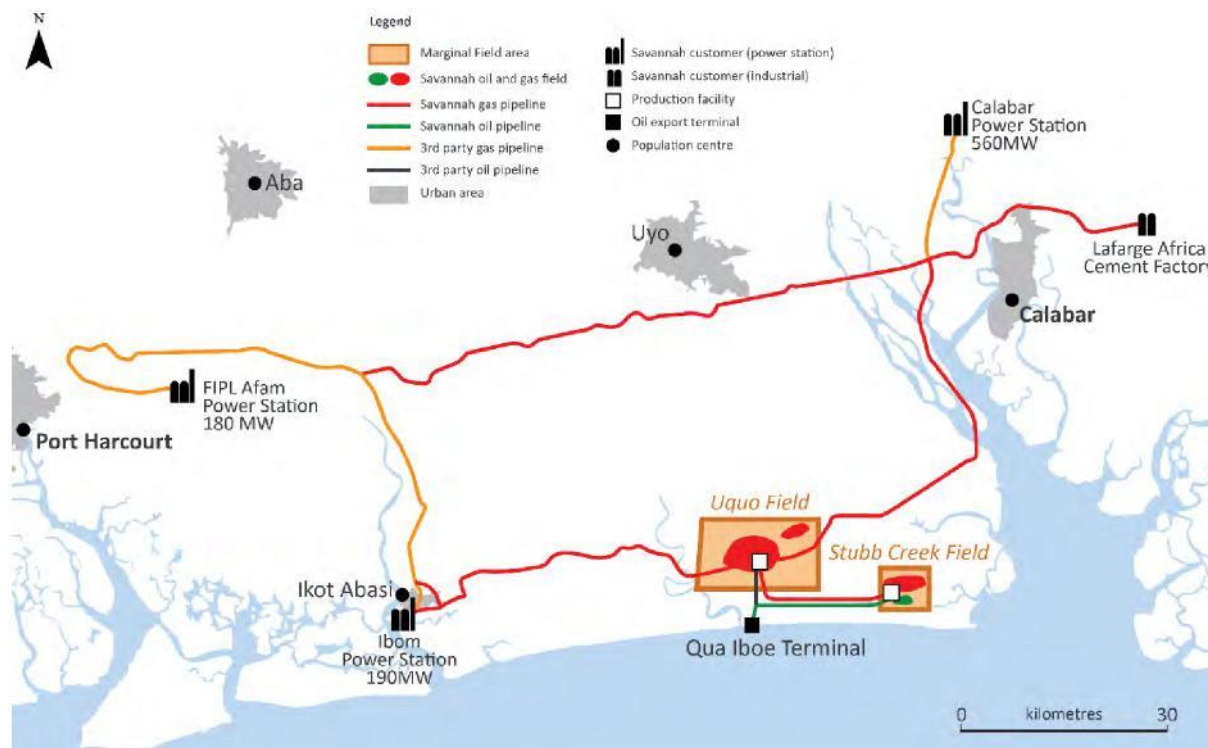 N
Legend
Marginal Field area
Savannah oil and gas field
Savannah gas pipeline
Savannah oil pipeline
3rd party gas pipeline
3rd party oil pipeline
Urban area
Savannah customer (power station)
Savannah customer (industrial)
Production facility
Oil export terminal
Population centre
Calabar
Power Station
560MW
Aba
Uyo
Lafarge Africa
Cement Factory
Calabar
FIPL Afam
Power Station
180 MW
Port Harcourt
Uquo Field
Stubb Creek Field
Ikot Abasi
Ibom
Power Station
190MW
Qua Iboe Terminal
0 kilometres 30